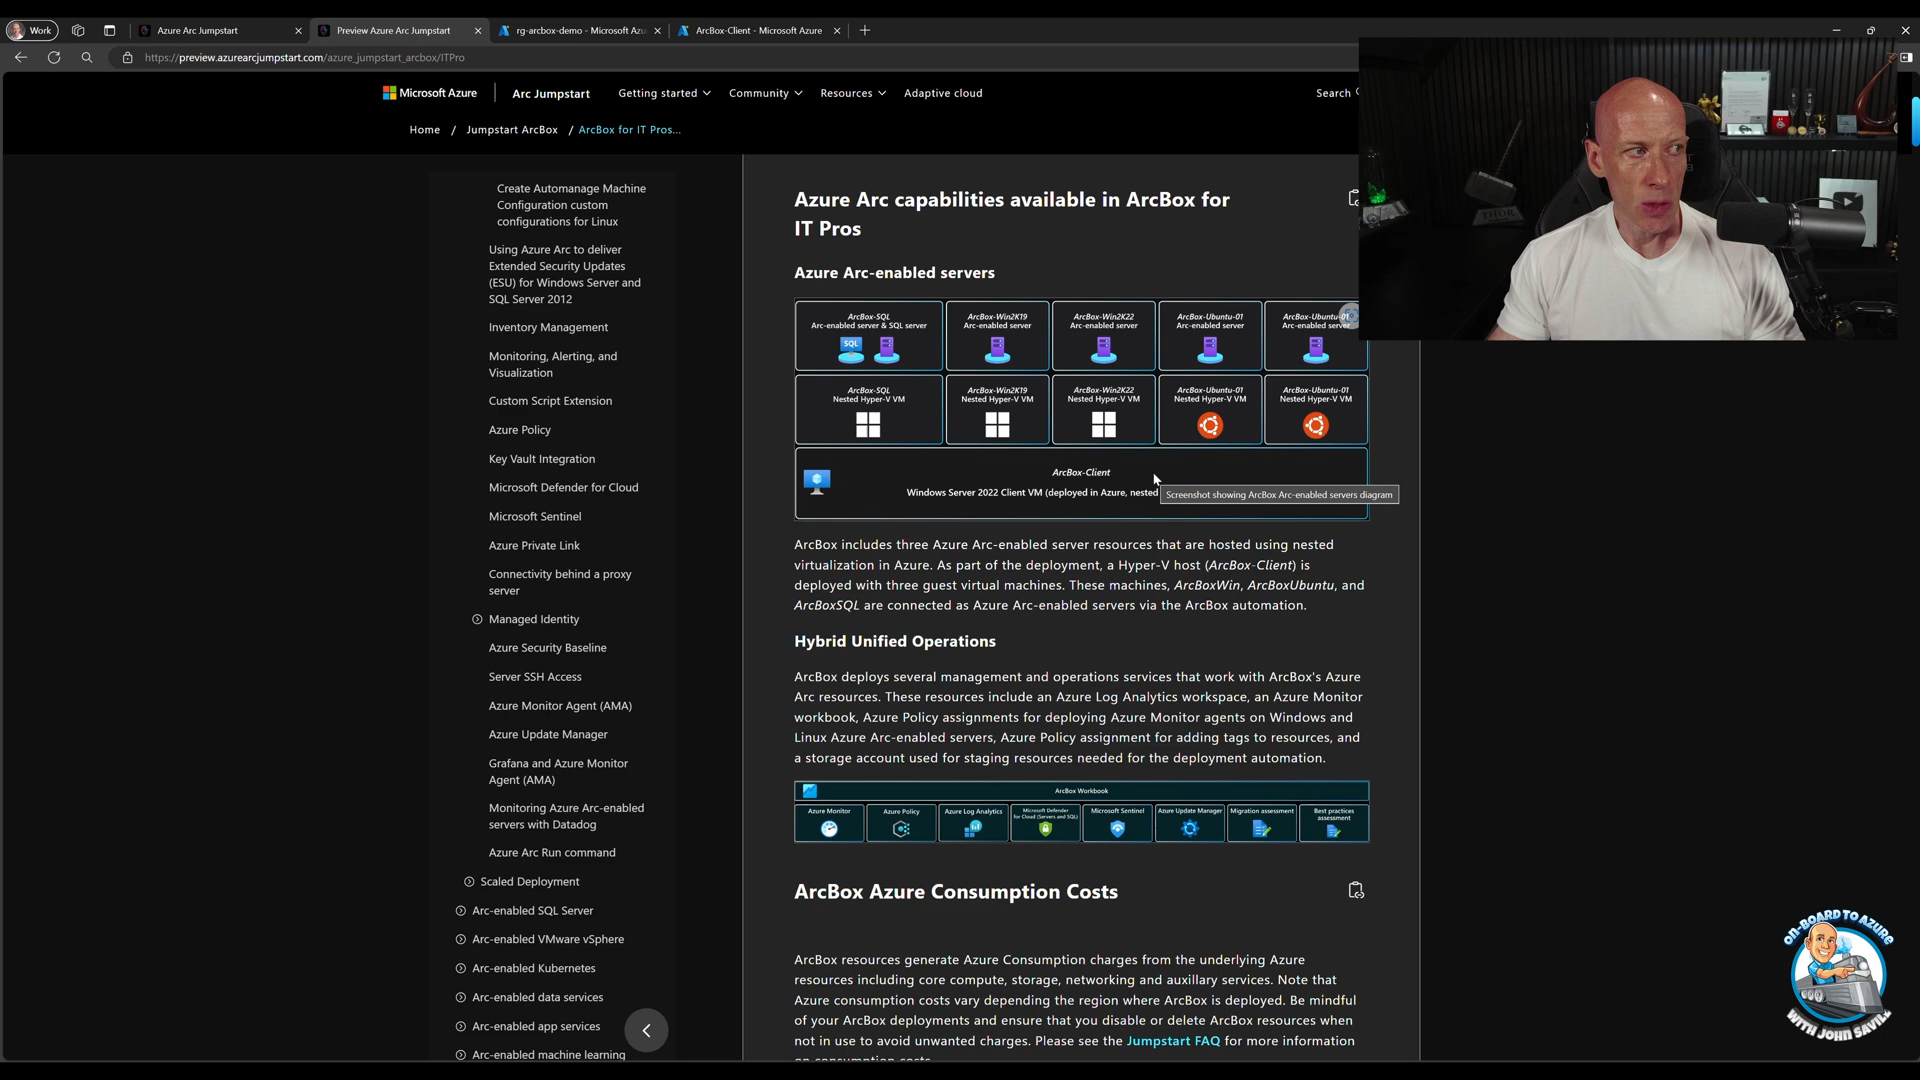 Work
Azure Arc Jumpstart
Preview Azure Arc Jumpstart
rg-arcbox-demo - Microsoft Azu
ArcBox-Client - Microsoft Azure
https://preview.azurearcjumpstart.com/azure_jumpstart_arcbox/ITPro
Microsoft Azure
Arc Jumpstart
Getting started
Community
Resources
Adaptive cloud
Search
Home / Jumpstart ArcBox / ArcBox for IT Pros...
Create Automanage Machine
Configuration custom
configurations for Linux
Using Azure Arc to deliver
Extended Security Updates
(ESU) for Windows Server and
SQL Server 2012
Inventory Management
Monitoring, Alerting, and
Visualization
Custom Script Extension
Azure Policy
Key Vault Integration
Microsoft Defender for Cloud
Microsoft Sentinel
Azure Private Link
Connectivity behind a proxy
server
Managed Identity
Azure Security Baseline
Server SSH Access
Azure Monitor Agent (AMA)
Azure Update Manager
Grafana and Azure Monitor
Agent (AMA)
Monitoring Azure Arc-enabled
servers with Datadog
Azure Arc Run command
Scaled Deployment
Arc-enabled SQL Server
Arc-enabled VMware vSphere
Arc-enabled Kubernetes
Arc-enabled data services
Arc-enabled app services
Arc-enabled machine learning
Azure Arc capabilities available in ArcBox for
IT Pros
Azure Arc-enabled servers
ArcBox-SQL
Arc-enabled server & SQL server
SQL
ArcBox-Win2K19
Arc-enabled server
ArcBox-Win2K22
Arc-enabled server
ArcBox-Ubuntu-01
Arc-enabled server
ArcBox-Ubuntu-01
Arc-enabled server
ArcBox-SQL
Nested Hyper-V VM
ArcBox-Win2K19
Nested Hyper-V VM
ArcBox-Win2K22
Nested Hyper-V VM
ArcBox-Ubuntu-01
Nested Hyper-V VM
ArcBox-Ubuntu-01
Nested Hyper-V VM
ArcBox-Client
Windows Server 2022 Client VM (deployed in Azure, nested
Screenshot showing ArcBox Arc-enabled servers diagram
ArcBox includes three Azure Arc-enabled server resources that are hosted using nested
virtualization in Azure. As part of the deployment, a Hyper-V host (ArcBox-Client) is
deployed with three guest virtual machines. These machines, ArcBoxWin, ArcBoxUbuntu, and
ArcBoxSQL are connected as Azure Arc-enabled servers via the ArcBox automation.
Hybrid Unified Operations
ArcBox deploys several management and operations services that work with ArcBox's Azure
Arc resources. These resources include an Azure Log Analytics workspace, an Azure Monitor
workbook, Azure Policy assignments for deploying Azure Monitor agents on Windows and
Linux Azure Arc-enabled servers, Azure Policy assignment for adding tags to resources, and
a storage account used for staging resources needed for the deployment automation.
ArcBox Workbook
Azure Monitor
Azure Policy
Azure Log Analytics
Microsoft Defender
for Cloud (Servers and SQL)
Microsoft Sentinel
Azure Update Manager
Migration assessment
Best practices
assessment
ArcBox Azure Consumption Costs
ArcBox resources generate Azure Consumption charges from the underlying Azure
resources including core compute, storage, networking and auxillary services. Note that
Azure consumption costs vary depending the region where ArcBox is deployed. Be mindful
of your ArcBox deployments and ensure that you disable or delete ArcBox resources when
not in use to avoid unwanted charges. Please see the Jumpstart FAQ for more information
on consumption costs.
THOR
ON-BOARD TO AZURE
WITH JOHN SAVILL